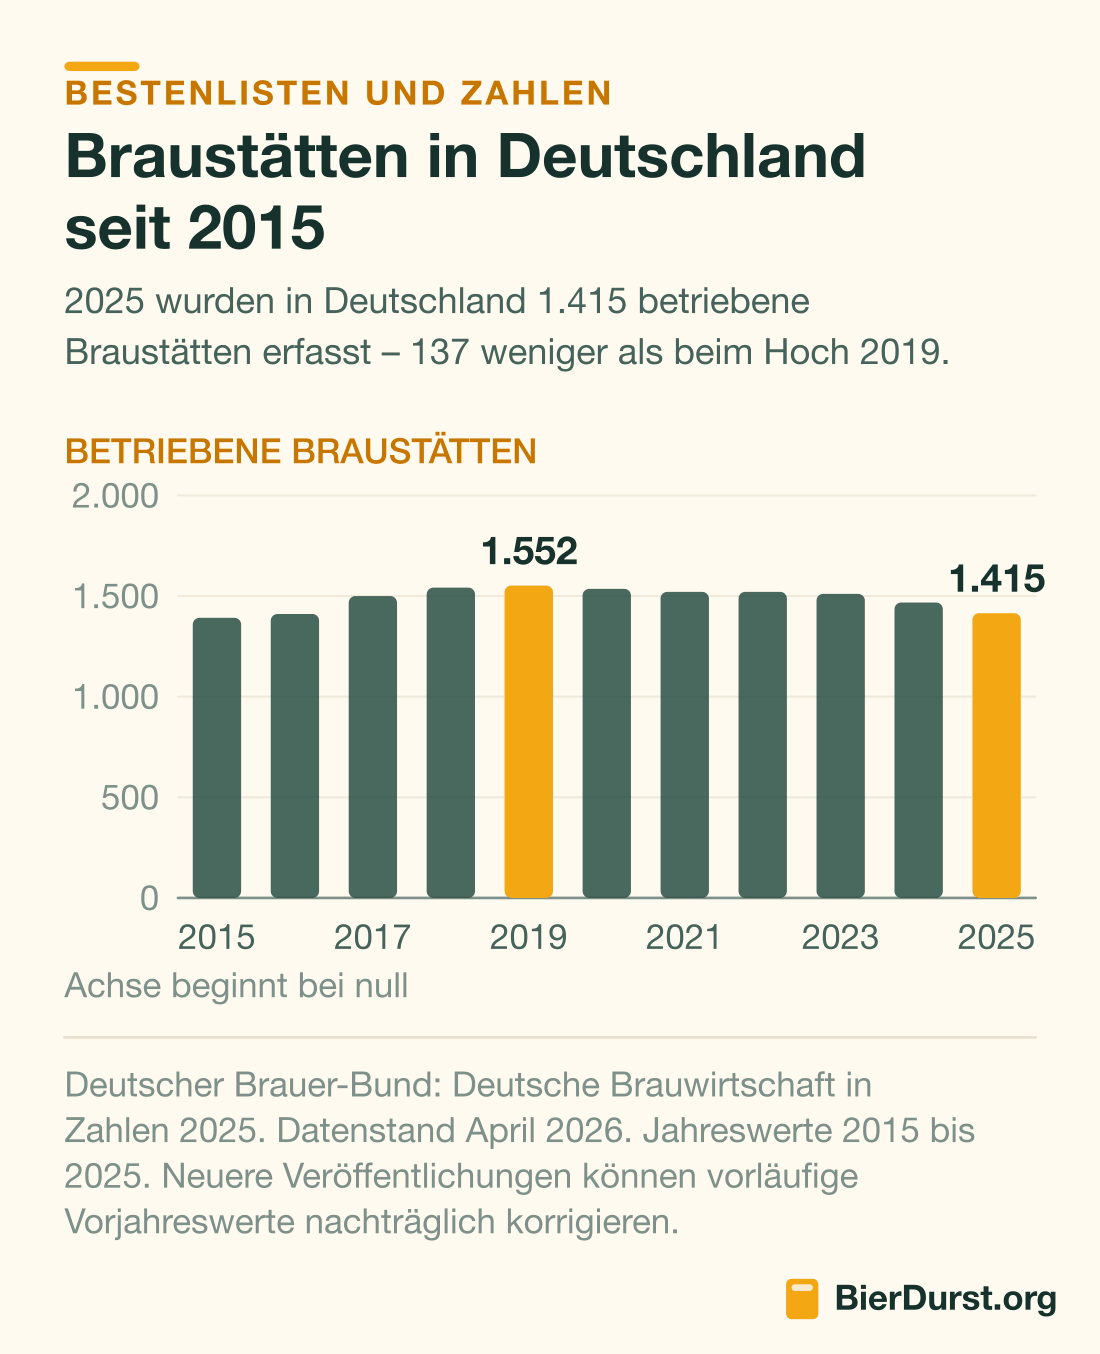 BESTENLISTEN UND ZAHLEN
Braustätten in Deutschland
seit 2015
2025 wurden in Deutschland 1.415 betriebene
Braustätten erfasst – 137 weniger als beim Hoch 2019.
BETRIEBENE BRAUSTÄTTEN
2.000
1.552
1.415
1.500
1.000
500
0
2015 2017 2019 2021 2023 2025
Achse beginnt bei null
Deutscher Brauer-Bund: Deutsche Brauwirtschaft in
Zahlen 2025. Datenstand April 2026. Jahreswerte 2015 bis
2025. Neuere Veröffentlichungen können vorläufige
Vorjahreswerte nachträglich korrigieren.
BierDurst.org